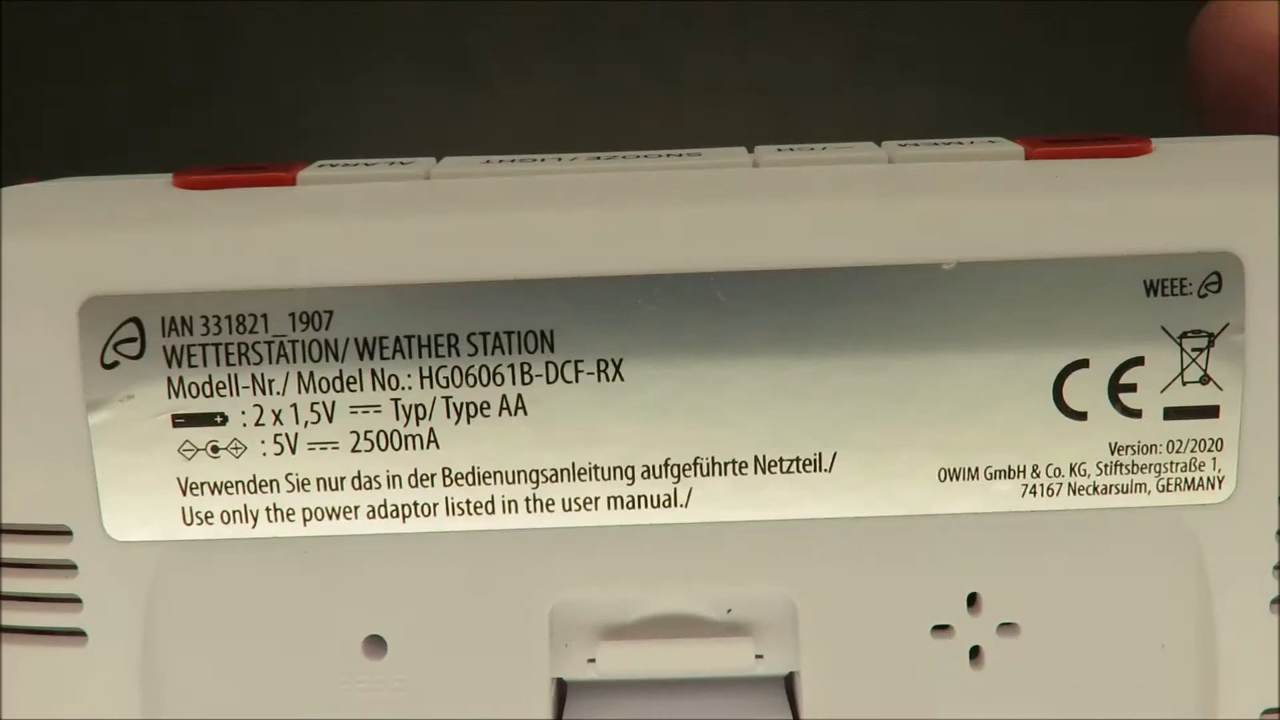 ALARM
SNOOZE/LIGHT
—/CH
+/MEM
IAN 331821_1907
WETTERSTATION/ WEATHER STATION
Modell-Nr./ Model No.: HG06061B-DCF-RX
: 2 x 1,5V Typ/ Type AA
: 5V 2500mA
Verwenden Sie nur das in der Bedienungsanleitung aufgeführte Netzteil./
Use only the power adaptor listed in the user manual./
WEEE:
CE
Version: 02/2020
OWIM GmbH & Co. KG, Stiftsbergstraße 1,
74167 Neckarsulm, GERMANY